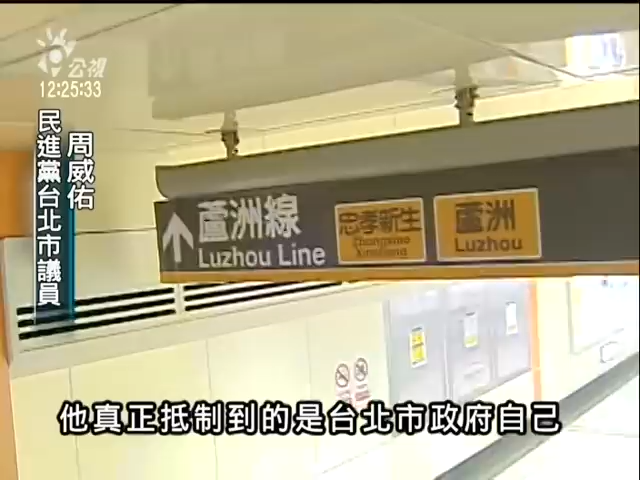 公視
12:25:33
民進黨台北市議員
周威佑
蘆洲線
Luzhou Line
忠孝新生
Zhongxiao
Xinsheng
蘆洲
Luzhou
他真正抵制到的是台北市政府自己